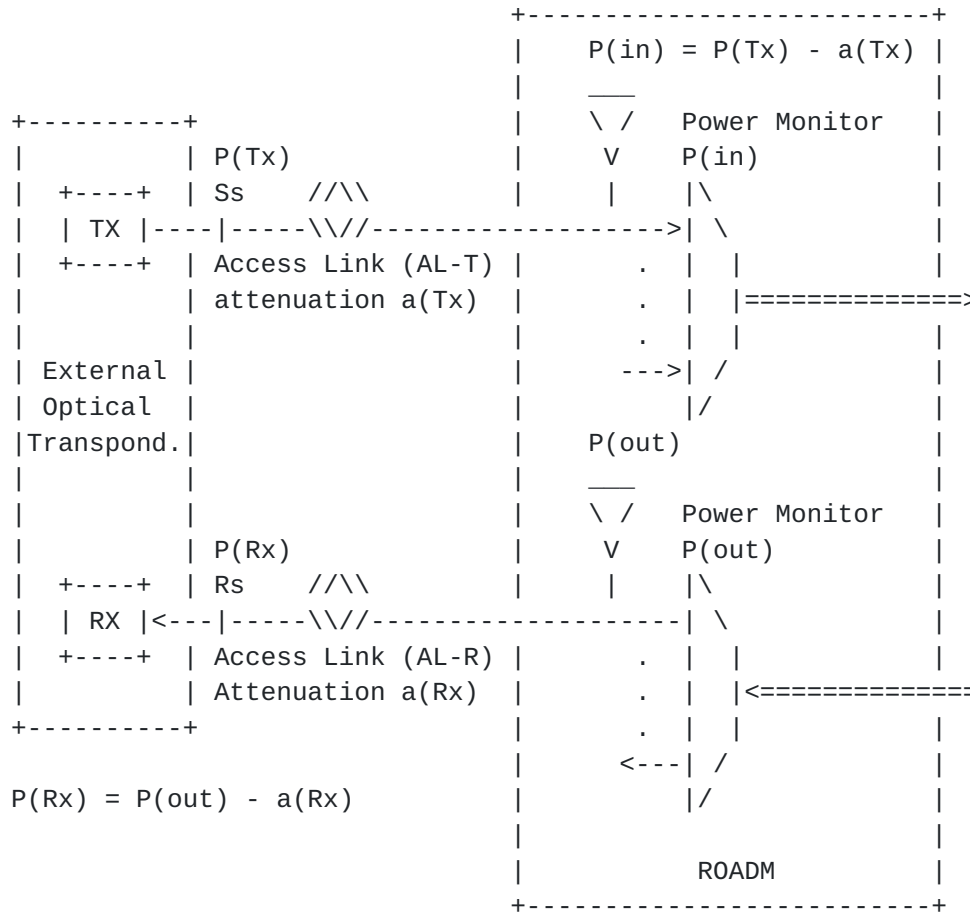 P(in) = P(Tx) - a(Tx)
Power Monitor
P(Tx) P(in)
Ss
TX
Access Link (AL-T)
attenuation a(Tx)
External
Optical
Transpond.
P(out)
Power Monitor
P(Rx) P(out)
Rs
RX
Access Link (AL-R)
Attenuation a(Rx)
P(Rx) = P(out) - a(Rx)
ROADM